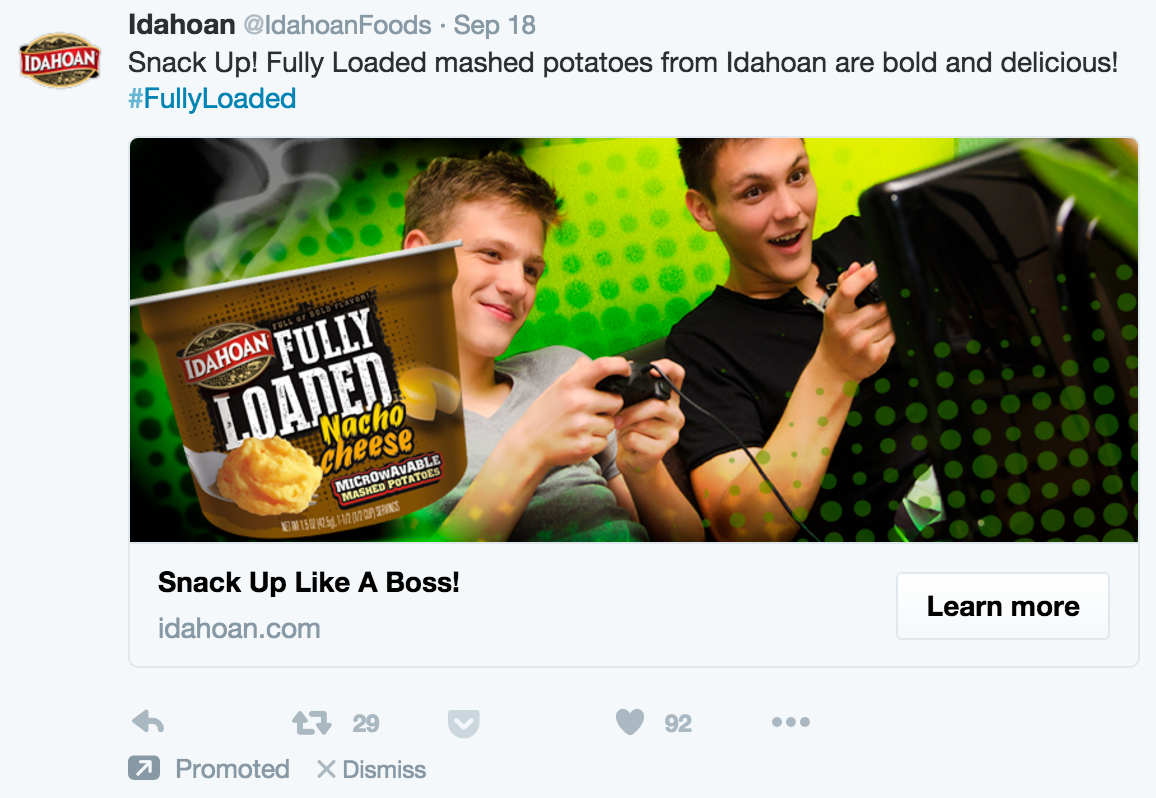 Idahoan @IdahoanFoods · Sep 18
IDAHOAN
Snack Up! Fully Loaded mashed potatoes from Idahoan are bold and delicious!
#FullyLoaded
FULL OF BOLD FLAVOR!
IDAHOAN
FULLY
LOADED
Nacho
cheese
MICROWAVABLE
MASHED POTATOES
NET WT 1.5 OZ (42.5g), 1-1/2 (1/2 CUP) SERVINGS
Snack Up Like A Boss!
idahoan.com
Learn more
29
92
Promoted
Dismiss